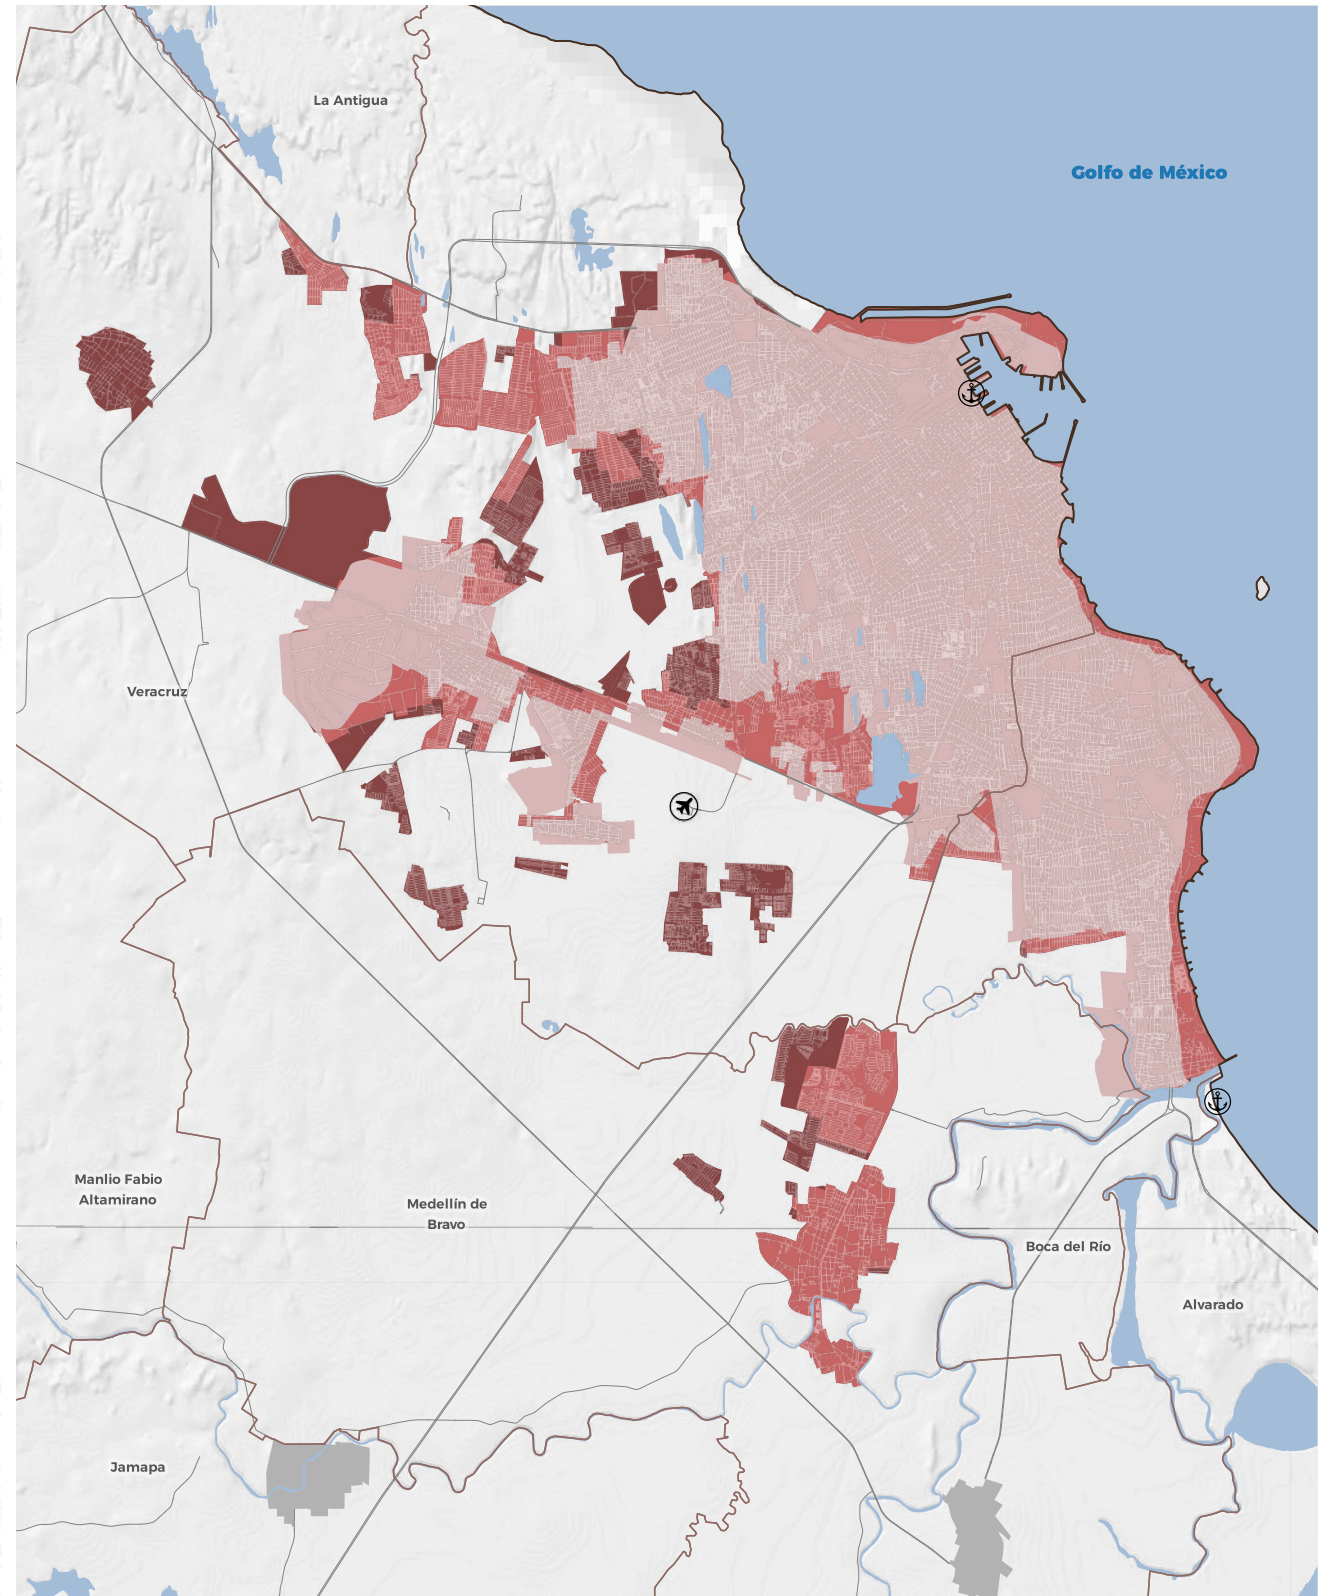 La Antigua
Golfo de México
Veracruz
Manlio Fabio
Altamirano
Medellín de
Bravo
Boca del Río
Alvarado
Jamapa